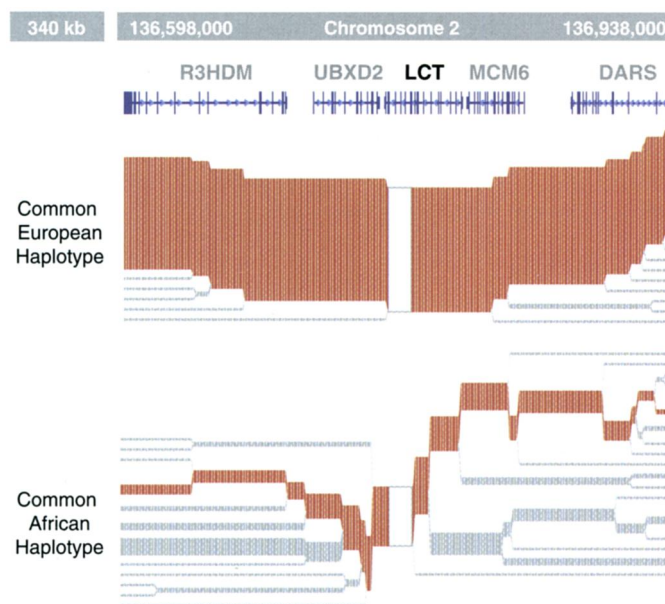 340 kb 136,598,000 Chromosome 2 136,938,000
R3HDM UBXD2 LCT MCM6 DARS
Common
European
Haplotype
Common
African
Haplotype